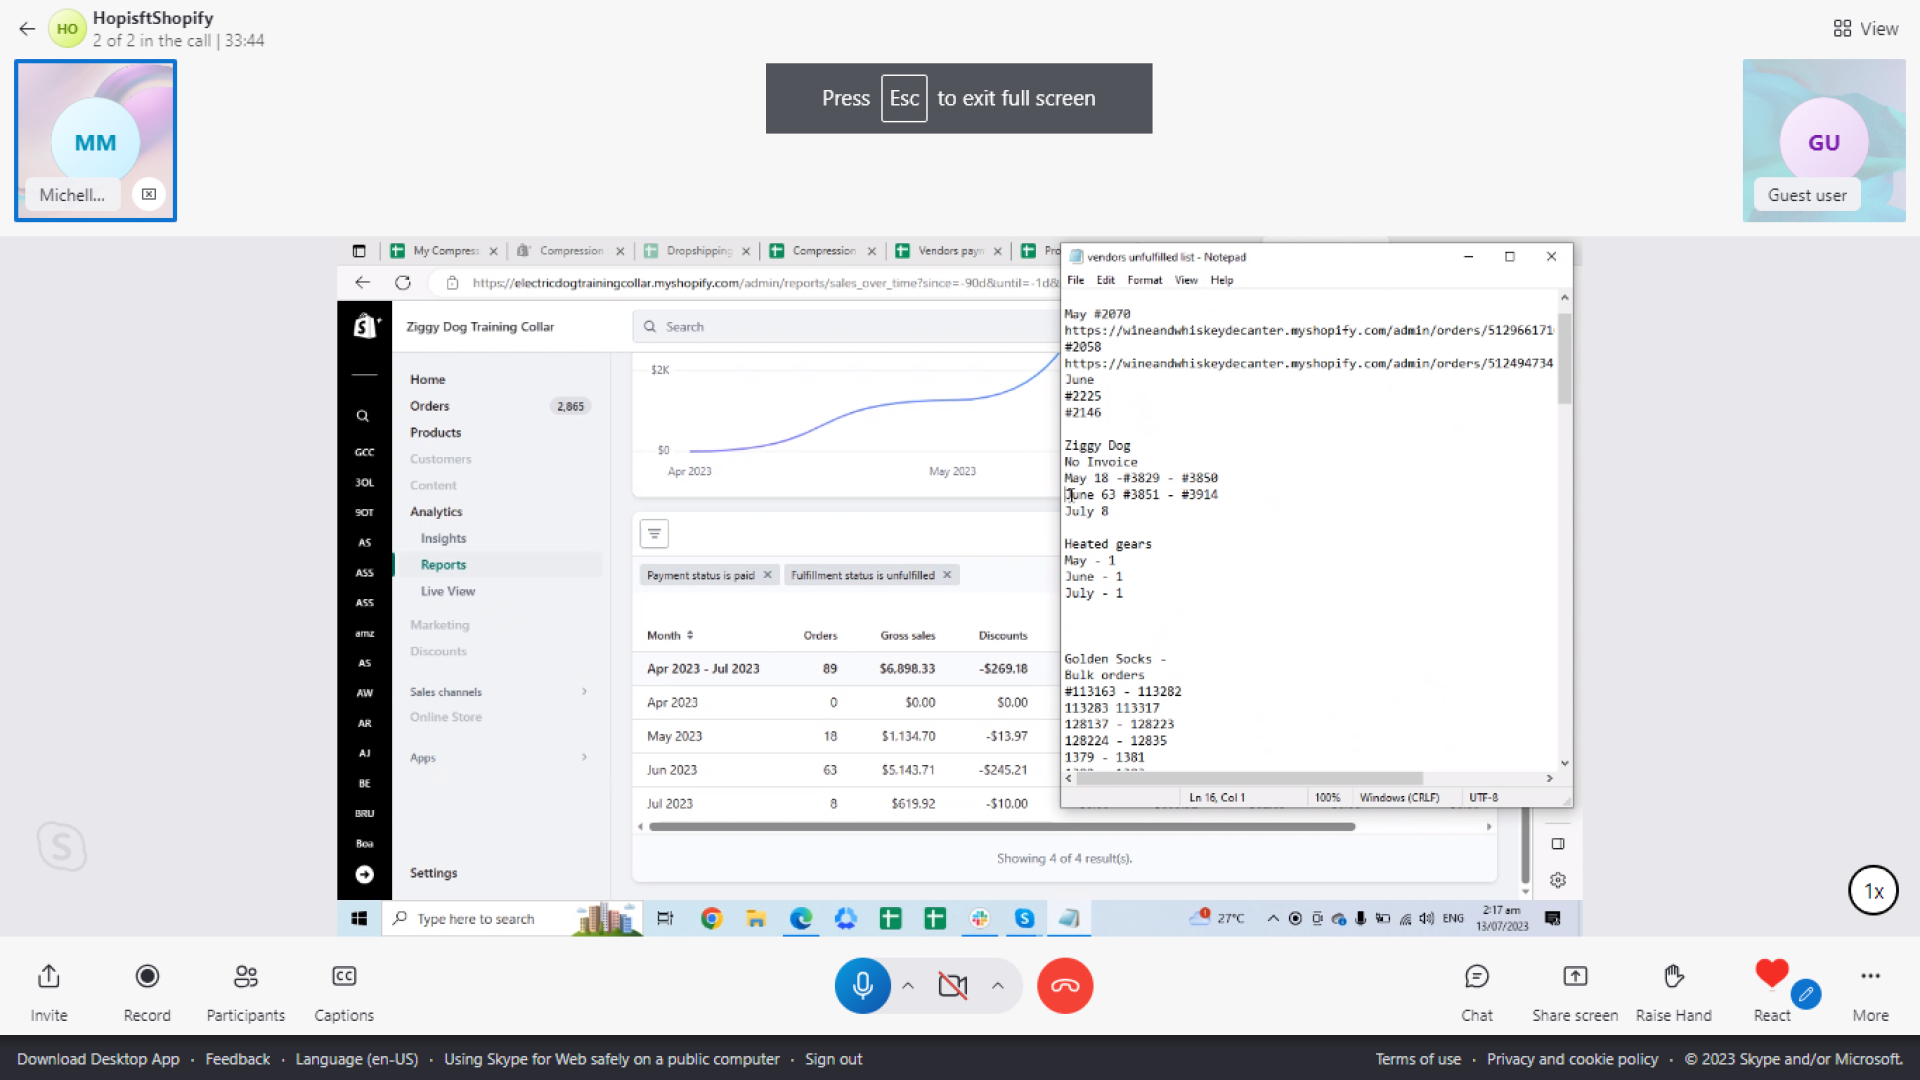 HO
HopisftShopify
2 of 2 in the call | 33:44
View
MM
Michell...
Press Esc to exit full screen
GU
Guest user
My Compress
Compression
Dropshipping
Compression
Vendors payn
Pro
https://electricdogtrainingcollar.myshopify.com/admin/reports/sales_over_time?since=-90d&until=-1d&
Ziggy Dog Training Collar
Search
GCC
3OL
9OT
AS
ASS
ASS
amz
AS
AW
AR
AJ
BE
BRU
Boa
Home
Orders 2,865
Products
Customers
Content
Analytics
Insights
Reports
Live View
Marketing
Discounts
Sales channels
Online Store
Apps
Settings
$2K
$0
Apr 2023 May 2023
Payment status is paid
Fulfillment status is unfulfilled
Month Orders Gross sales Discounts
Apr 2023 - Jul 2023 89 $6,898.33 -$269.18
Apr 2023 0 $0.00 $0.00
May 2023 18 $1,134.70 -$13.97
Jun 2023 63 $5,143.71 -$245.21
Jul 2023 8 $619.92 -$10.00
Showing 4 of 4 result(s).
vendors unfulfilled list - Notepad
File Edit Format View Help
May #2070
https://wineandwhiskeydecanter.myshopify.com/admin/orders/512966171
#2058
https://wineandwhiskeydecanter.myshopify.com/admin/orders/512494734
June
#2225
#2146
Ziggy Dog
No Invoice
May 18 -#3829 - #3850
June 63 #3851 - #3914
July 8
Heated gears
May - 1
June - 1
July - 1
Golden Socks -
Bulk orders
#113163 - 113282
113283 113317
128137 - 128223
128224 - 12835
1379 - 1381
Ln 16, Col 1 100% Windows (CRLF) UTF-8
Type here to search
27°C
ENG
2:17 am
13/07/2023
1x
Invite
Record
Participants
Captions
Chat
Share screen
Raise Hand
React
More
Download Desktop App · Feedback · Language (en-US) · Using Skype for Web safely on a public computer · Sign out
Terms of use · Privacy and cookie policy · © 2023 Skype and/or Microsoft.